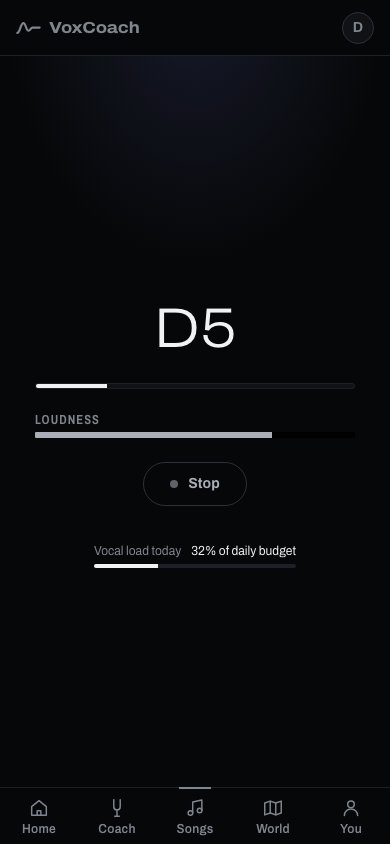 VoxCoach
D
D5
LOUDNESS
Stop
Vocal load today 32% of daily budget
Home Coach Songs World You